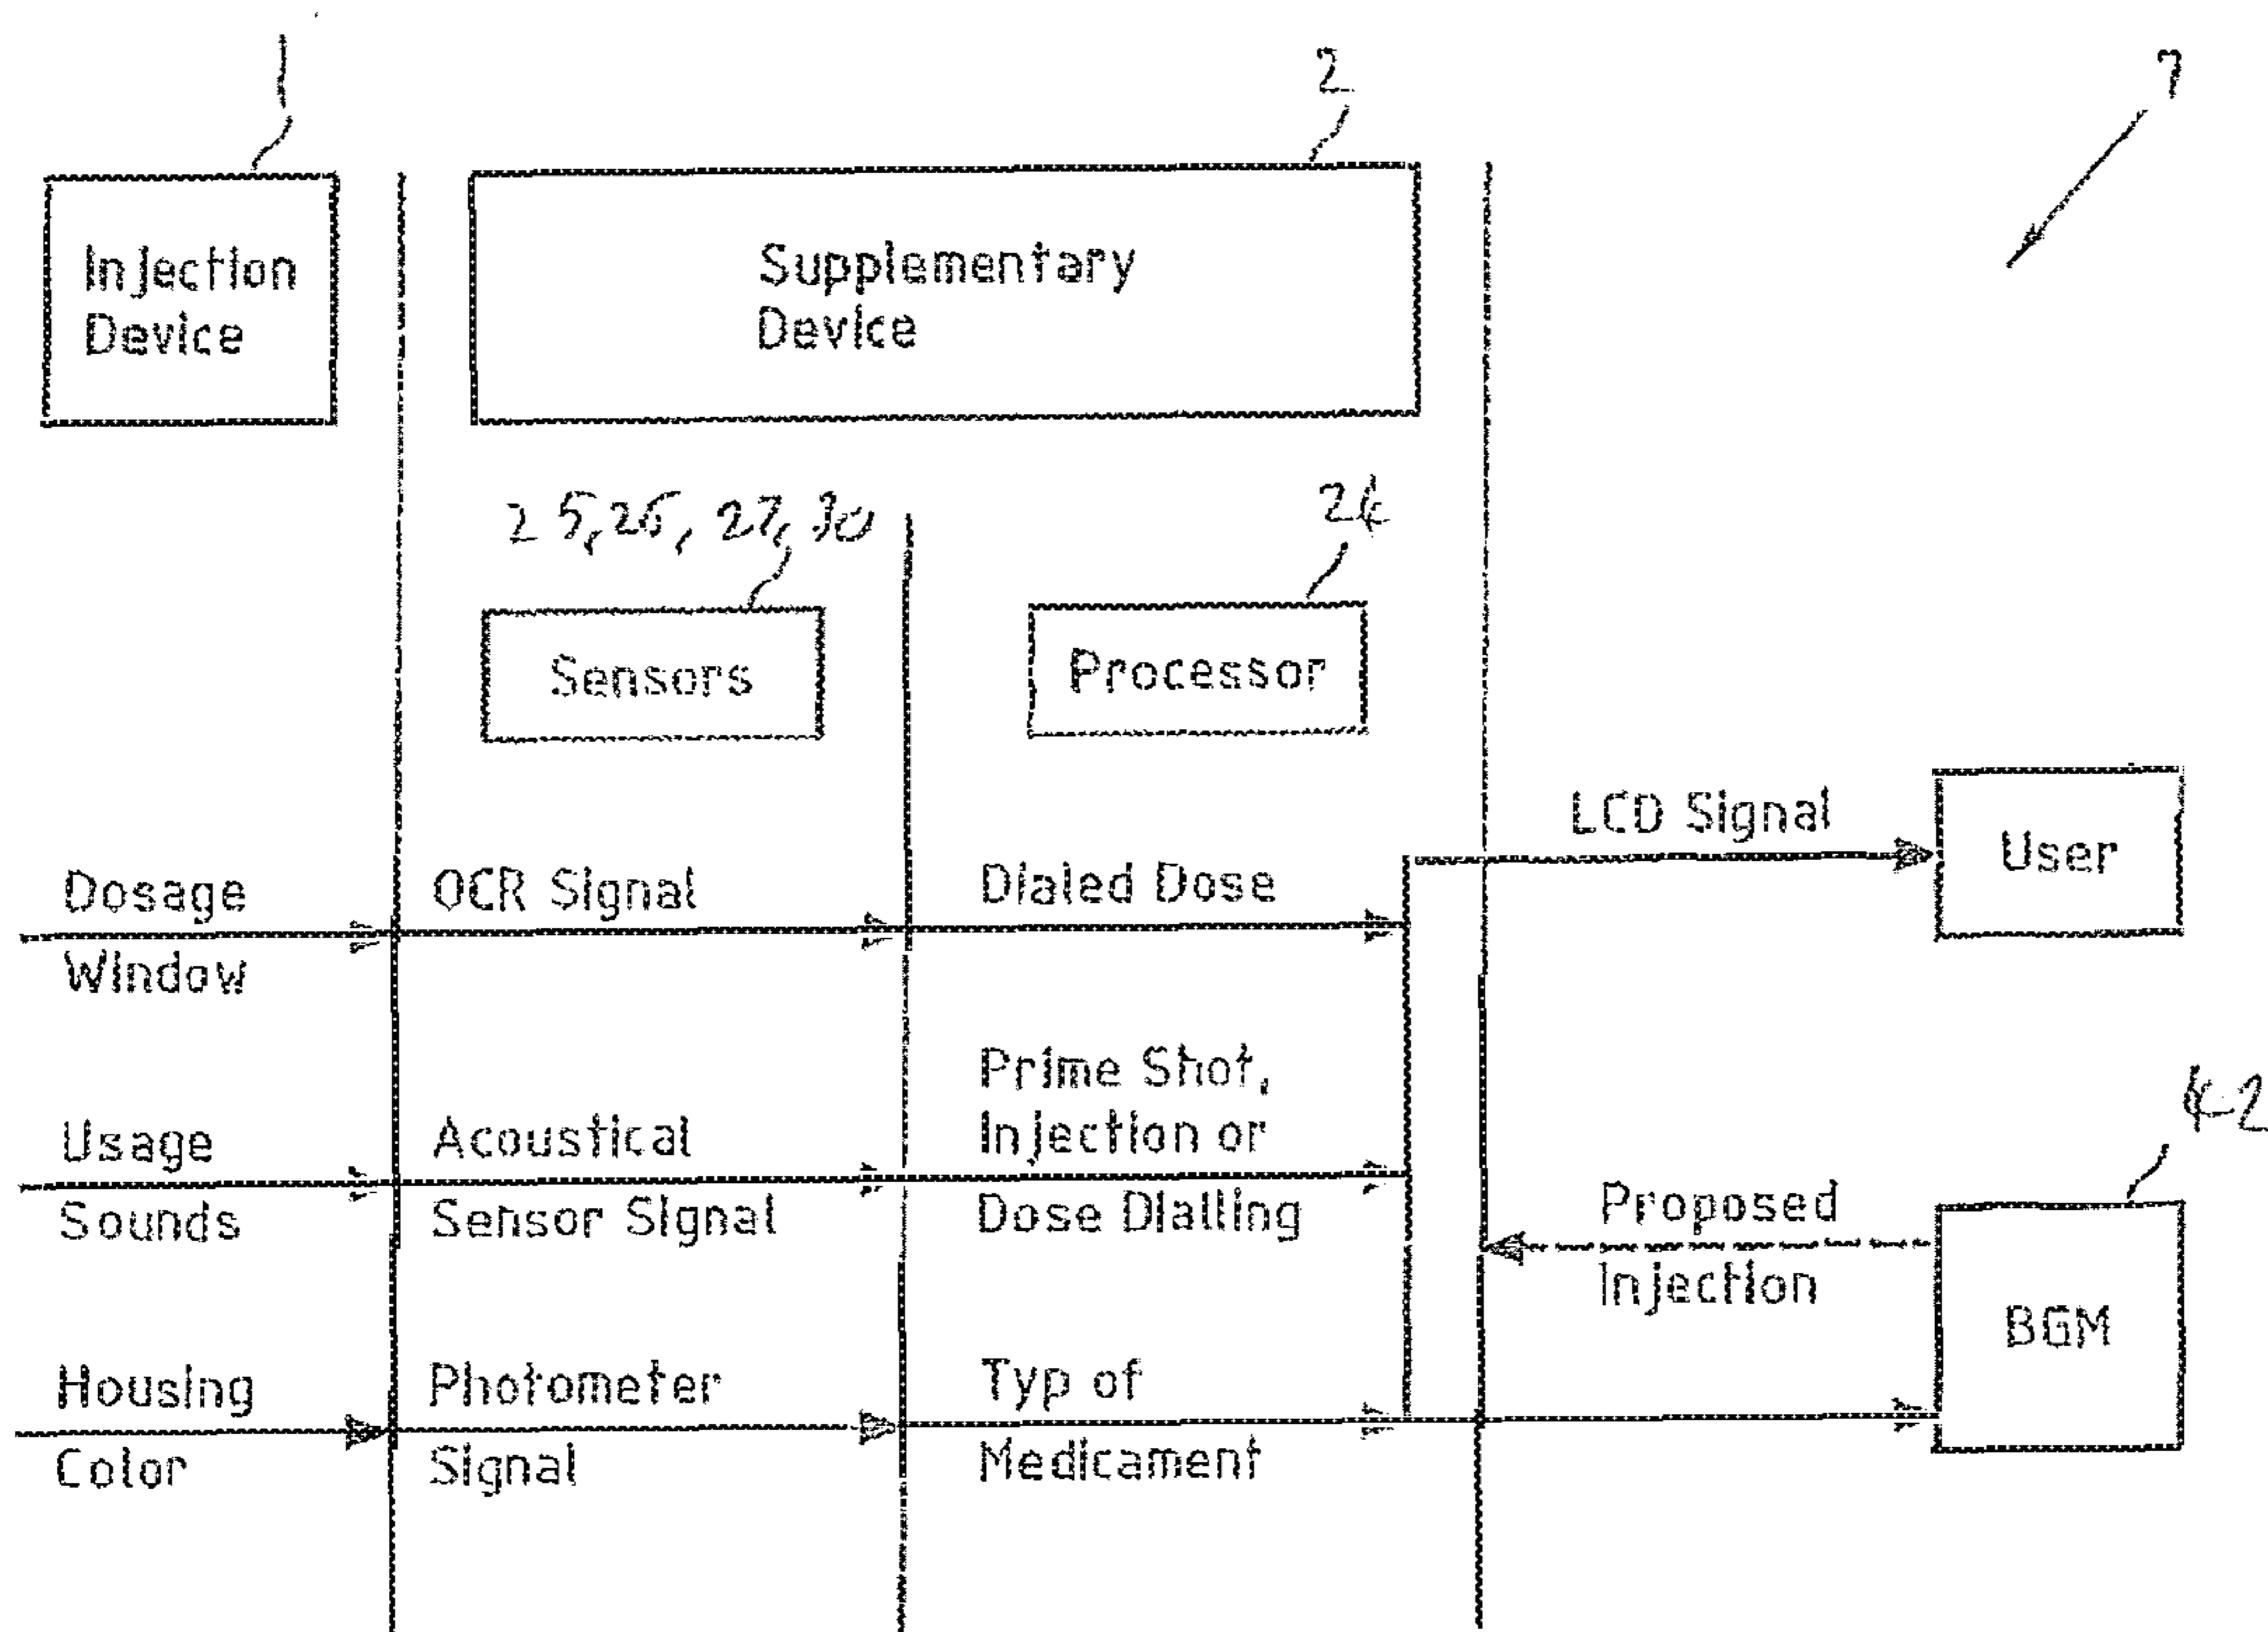 2
7
Injection
Device
Supplementary
Device
25, 26, 27, 30
24
Sensors
Processor
LCD Signal
User
Dosage
Window
OCR Signal
Dialed Dose
Usage
Sounds
Acoustical
Sensor Signal
Prime Shot,
Injection or
Dose Dialling
42
Proposed
Injection
BGM
Housing
Color
Photometer
Signal
Typ of
Medicament